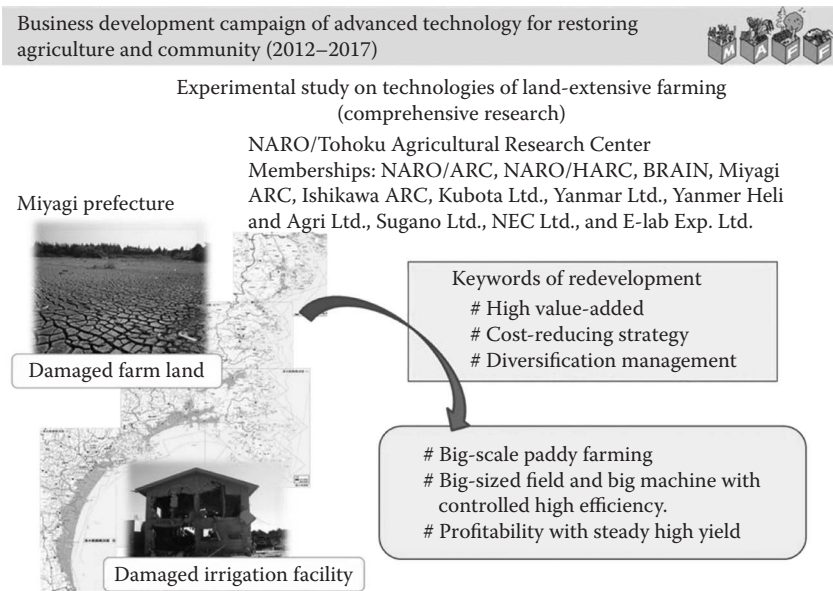 Business development campaign of advanced technology for restoring
agriculture and community (2012–2017)
M A F F
Experimental study on technologies of land-extensive farming
(comprehensive research)
NARO/Tohoku Agricultural Research Center
Memberships: NARO/ARC, NARO/HARC, BRAIN, Miyagi
ARC, Ishikawa ARC, Kubota Ltd., Yanmar Ltd., Yanmer Heli
and Agri Ltd., Sugano Ltd., NEC Ltd., and E-lab Exp. Ltd.
Miyagi prefecture
Damaged farm land
Keywords of redevelopment
# High value-added
# Cost-reducing strategy
# Diversification management
# Big-scale paddy farming
# Big-sized field and big machine with
controlled high efficiency.
# Profitability with steady high yield
Damaged irrigation facility